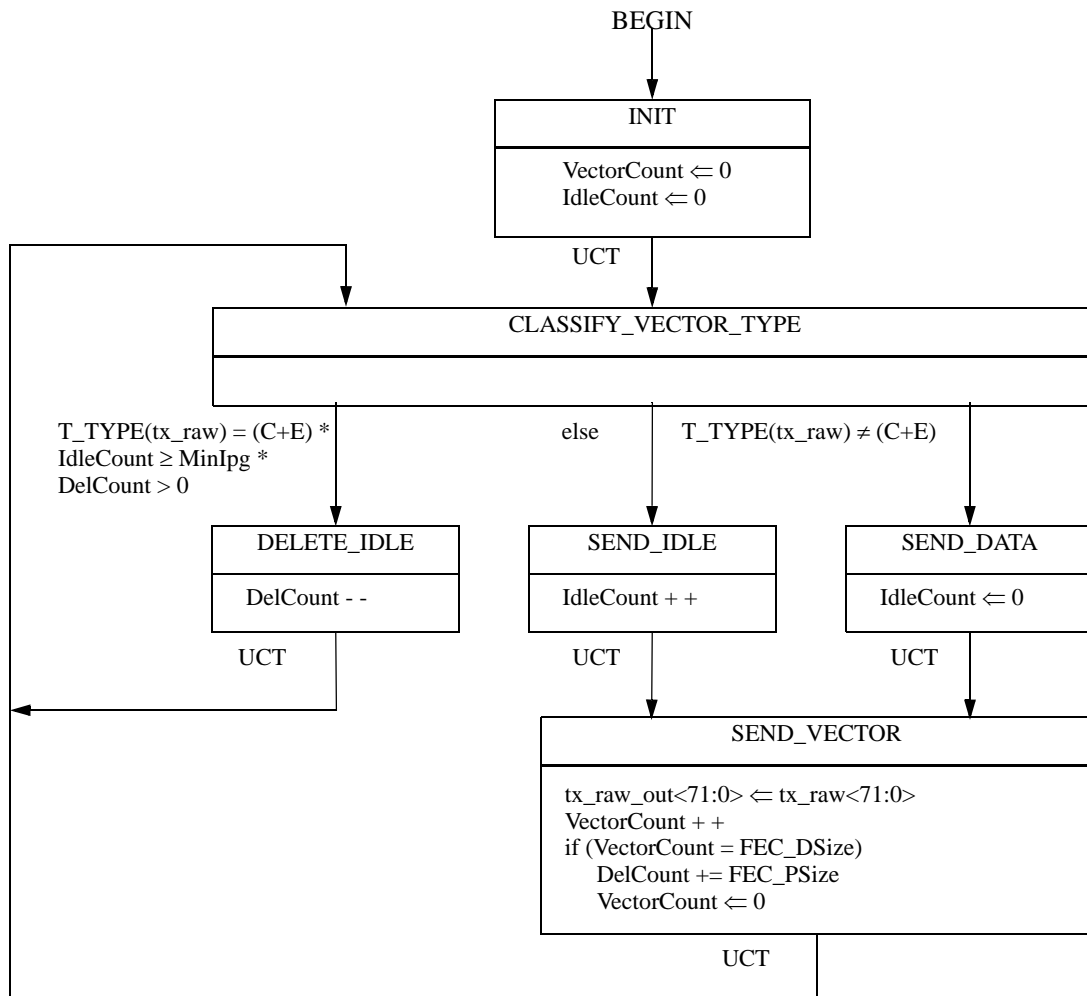 BEGIN
INIT
VectorCount ⇐ 0
IdleCount ⇐ 0
UCT
CLASSIFY_VECTOR_TYPE
T_TYPE(tx_raw) = (C+E) *
IdleCount ≥ MinIpg *
DelCount > 0
else
T_TYPE(tx_raw) ≠ (C+E)
DELETE_IDLE
DelCount - -
UCT
SEND_IDLE
IdleCount + +
UCT
SEND_DATA
IdleCount ⇐ 0
UCT
SEND_VECTOR
tx_raw_out<71:0> ⇐ tx_raw<71:0>
VectorCount + +
if (VectorCount = FEC_DSize)
DelCount += FEC_PSize
VectorCount ⇐ 0
UCT